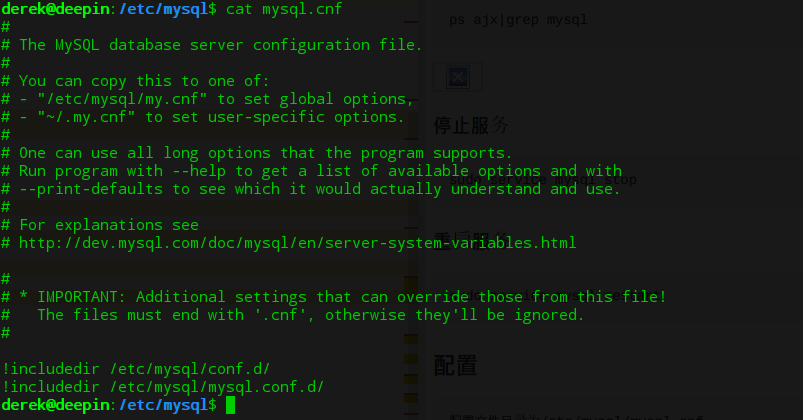 derek@deepin:/etc/mysql$ cat mysql.cnf
#
# The MySQL database server configuration file.
#
# You can copy this to one of:
# - "/etc/mysql/my.cnf" to set global options,
# - "~/.my.cnf" to set user-specific options.
#
# One can use all long options that the program supports.
# Run program with --help to get a list of available options and with
# --print-defaults to see which it would actually understand and use.
#
# For explanations see
# http://dev.mysql.com/doc/mysql/en/server-system-variables.html

#
# * IMPORTANT: Additional settings that can override those from this file!
#   The files must end with '.cnf', otherwise they'll be ignored.
#

!includedir /etc/mysql/conf.d/
!includedir /etc/mysql/mysql.conf.d/
derek@deepin:/etc/mysql$
ps ajx|grep mysql
停止服务
sudo service mysql stop
重启服务
配置